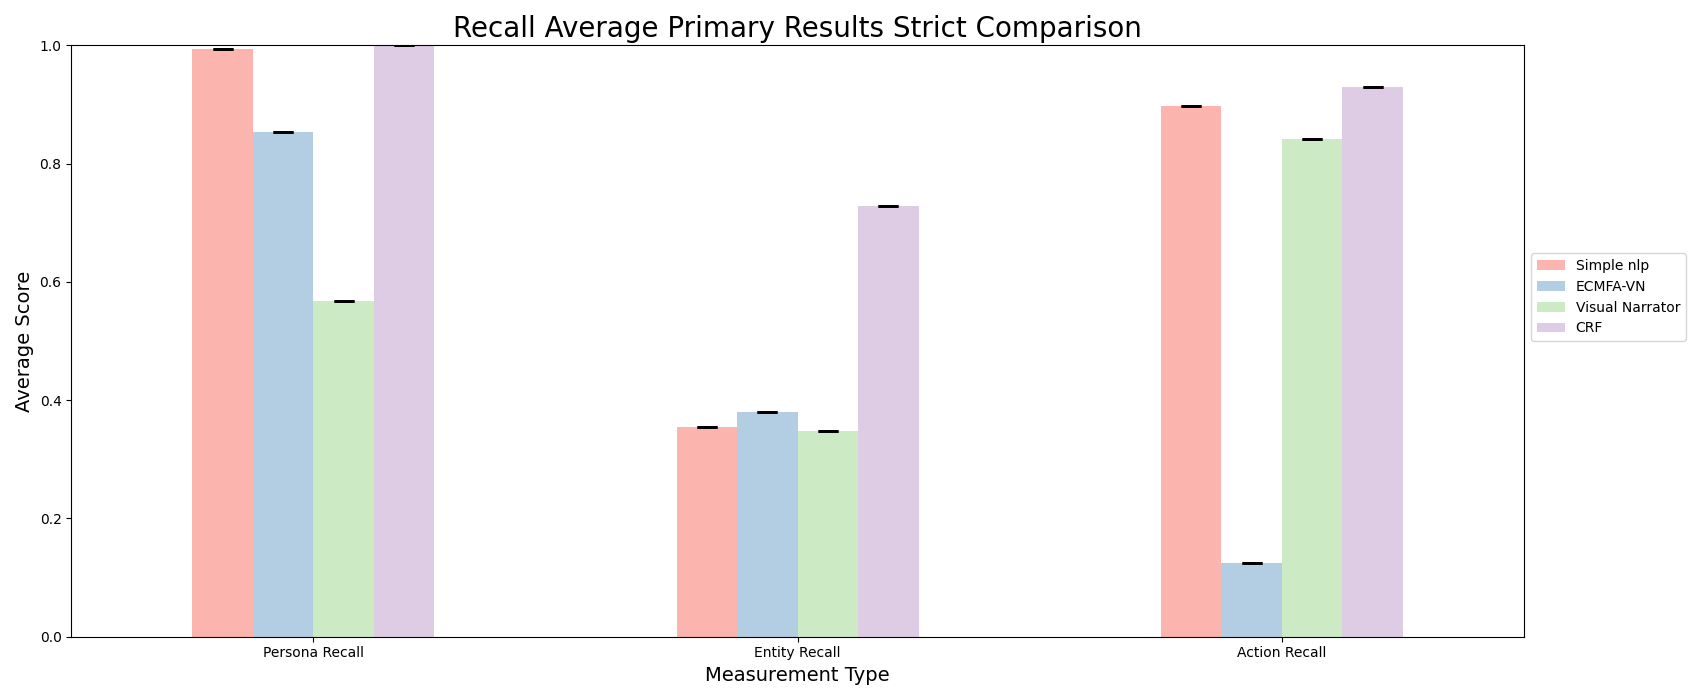 Recall Average Primary Results Strict Comparison
1.0
0.8
0.6
0.4
0.2
0.0
Average Score
Persona Recall
Entity Recall
Action Recall
Measurement Type
Simple nlp
ECMFA-VN
Visual Narrator
CRF